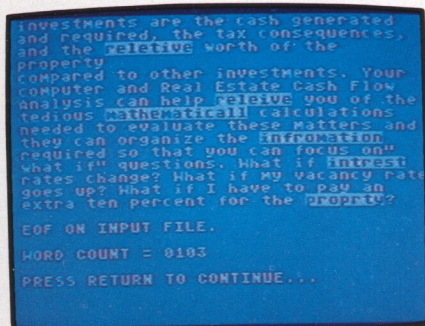 investments are the cash generated
and required, the tax consequences,
and the reletive worth of the
property
compared to other investments. Your
computer and Real Estate Cash Flow
Analysis can help releive you of the
tedious mathematicall calculations
needed to evaluate these matters and
they can organize the infromation
required so that you can focus on"
what if" questions. What if intrest
rates change? What if my vacancy rate
goes up? What if I have to pay an
extra ten percent for the proprty?
EOF ON INPUT FILE.
WORD COUNT = 0103
PRESS RETURN TO CONTINUE...